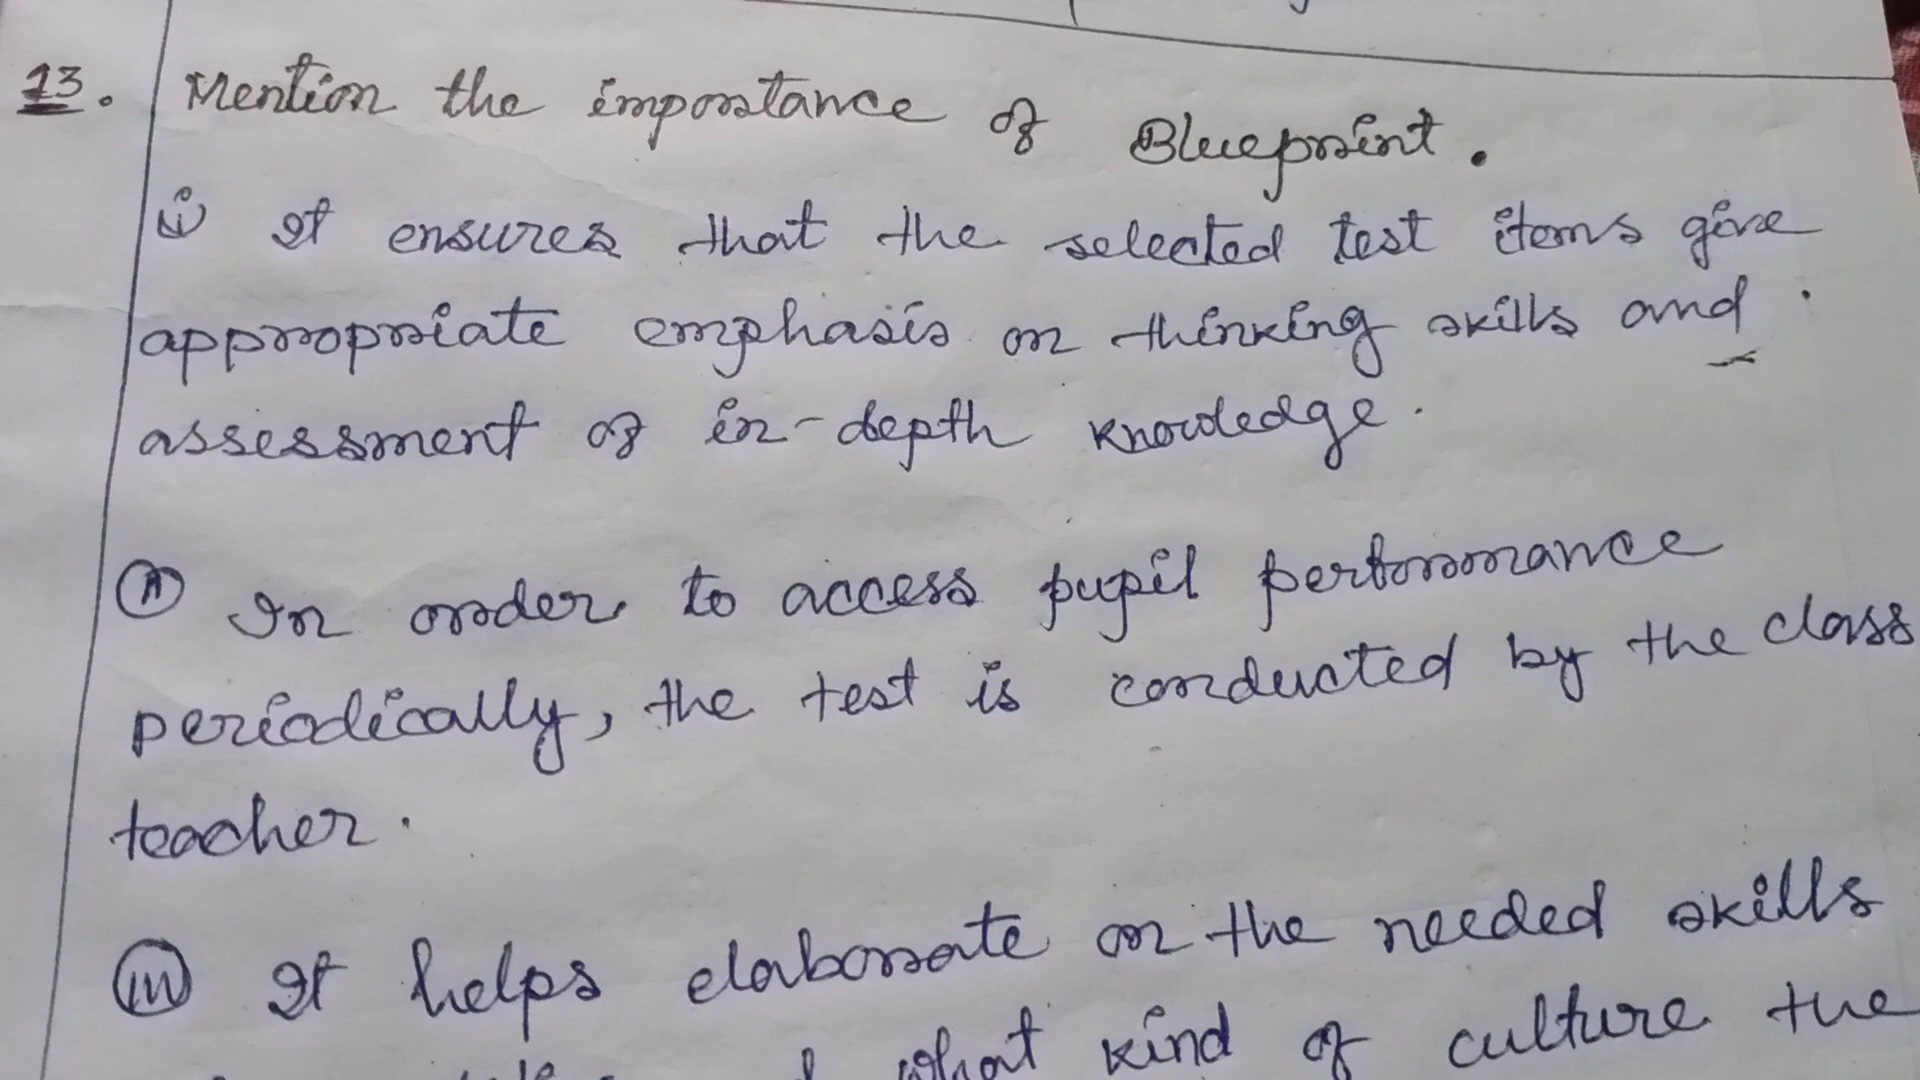 13. Mention the importance of Blueprint.
i) It ensures that the selected test items give
appropriate emphasis on thinking skills and
assessment of in-depth knowledge.
ii) In order to access pupil performance
periodically, the test is conducted by the class
teacher.
iii) It helps elaborate on the needed skills
what kind of culture the